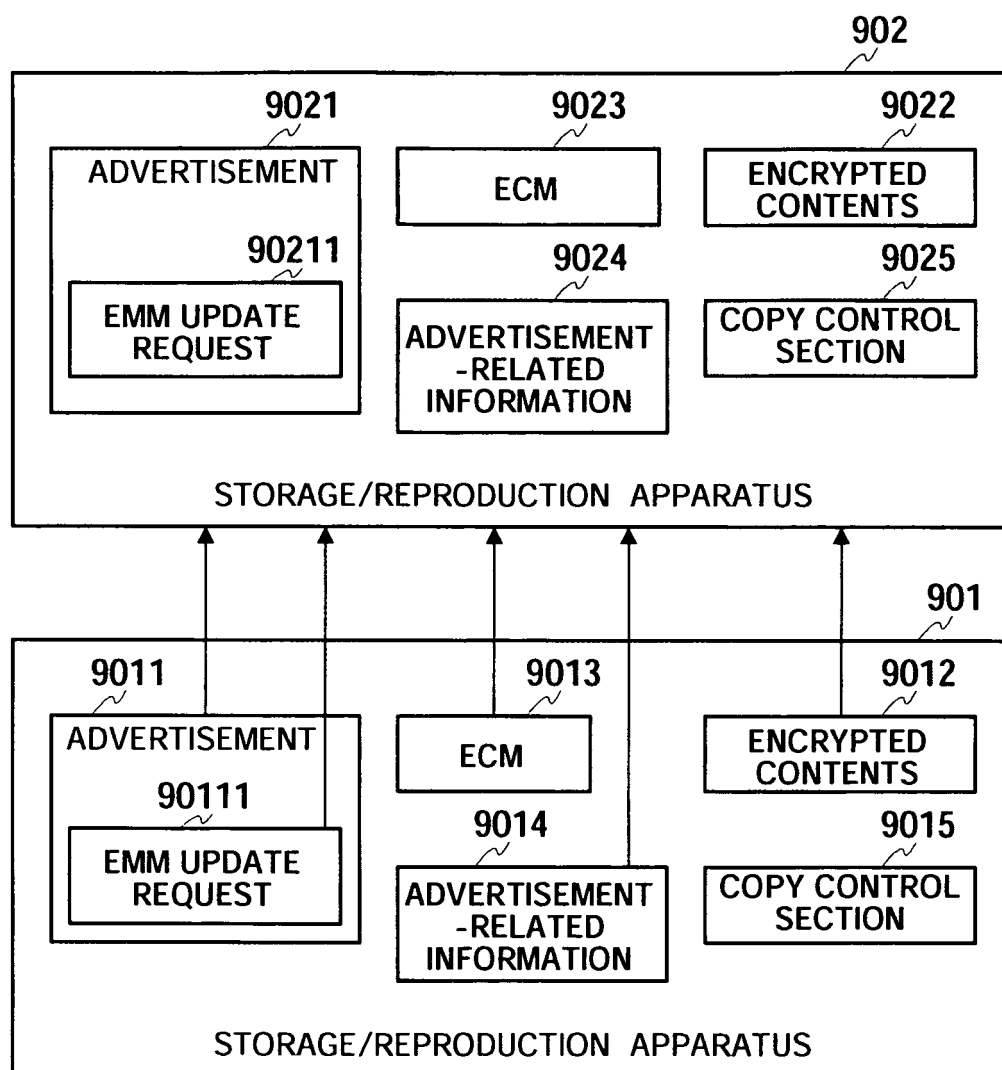 902
9021
9023
9022
ADVERTISEMENT
ECM
ENCRYPTED
CONTENTS
90211
9024
9025
EMM UPDATE
REQUEST
ADVERTISEMENT
-RELATED
INFORMATION
COPY CONTROL
SECTION
STORAGE/REPRODUCTION APPARATUS
901
9011
9013
9012
ADVERTISEMENT
ECM
ENCRYPTED
CONTENTS
90111
9014
9015
EMM UPDATE
REQUEST
ADVERTISEMENT
-RELATED
INFORMATION
COPY CONTROL
SECTION
STORAGE/REPRODUCTION APPARATUS